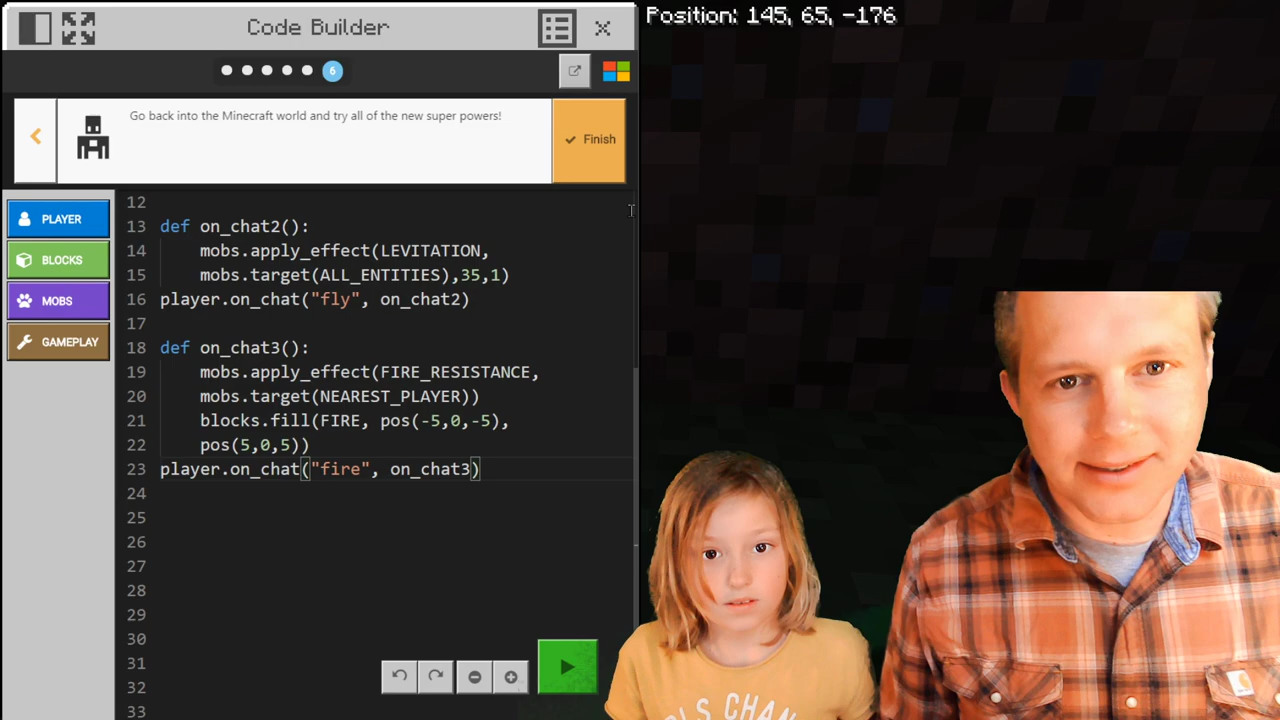 Code Builder
Position: 145, 65, -176
6
Go back into the Minecraft world and try all of the new super powers!
Finish
PLAYER
BLOCKS
MOBS
GAMEPLAY
12
13 def on_chat2():
14 mobs.apply_effect(LEVITATION,
15 mobs.target(ALL_ENTITIES),35,1)
16 player.on_chat("fly", on_chat2)
17
18 def on_chat3():
19 mobs.apply_effect(FIRE_RESISTANCE,
20 mobs.target(NEAREST_PLAYER))
21 blocks.fill(FIRE, pos(-5,0,-5),
22 pos(5,0,5))
23 player.on_chat("fire", on_chat3)
24
25
26
27
28
29
30
31
32
33